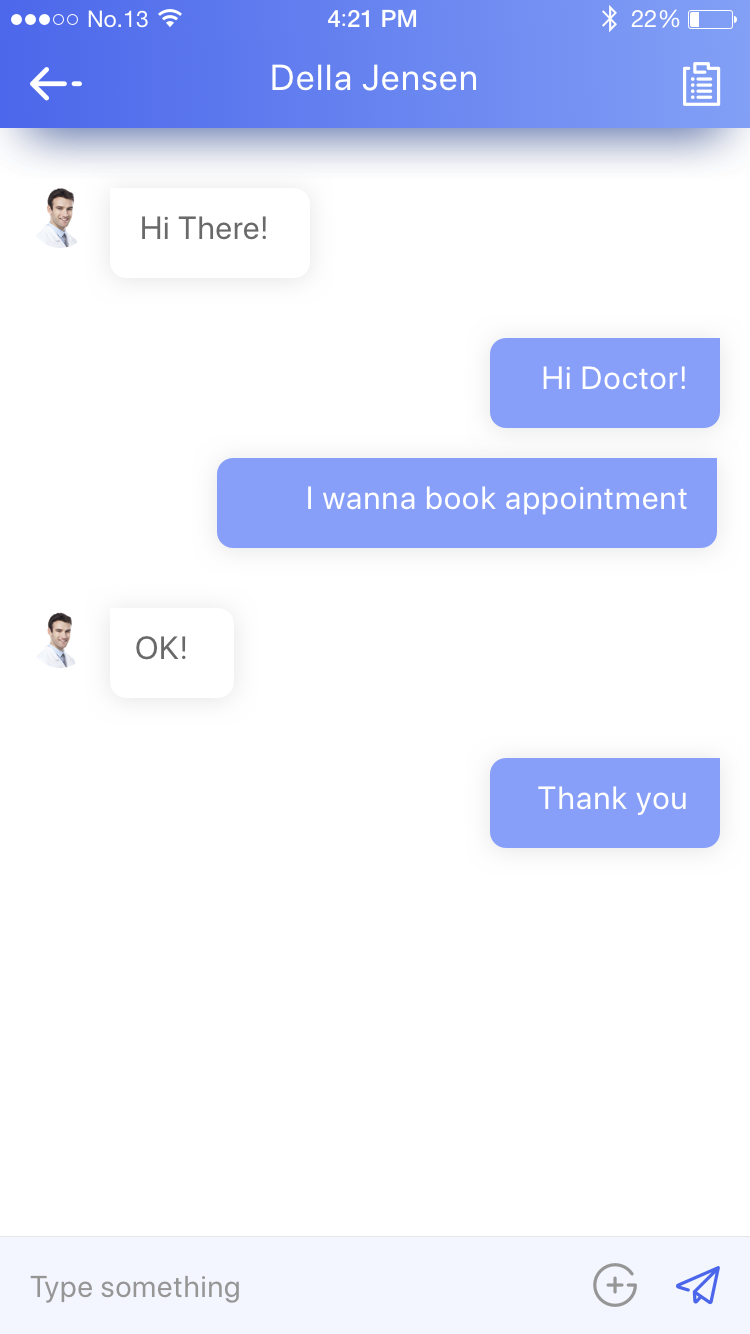 No.13 4:21 PM 22%
Della Jensen
Hi There!
Hi Doctor!
I wanna book appointment
OK!
Thank you
Type something